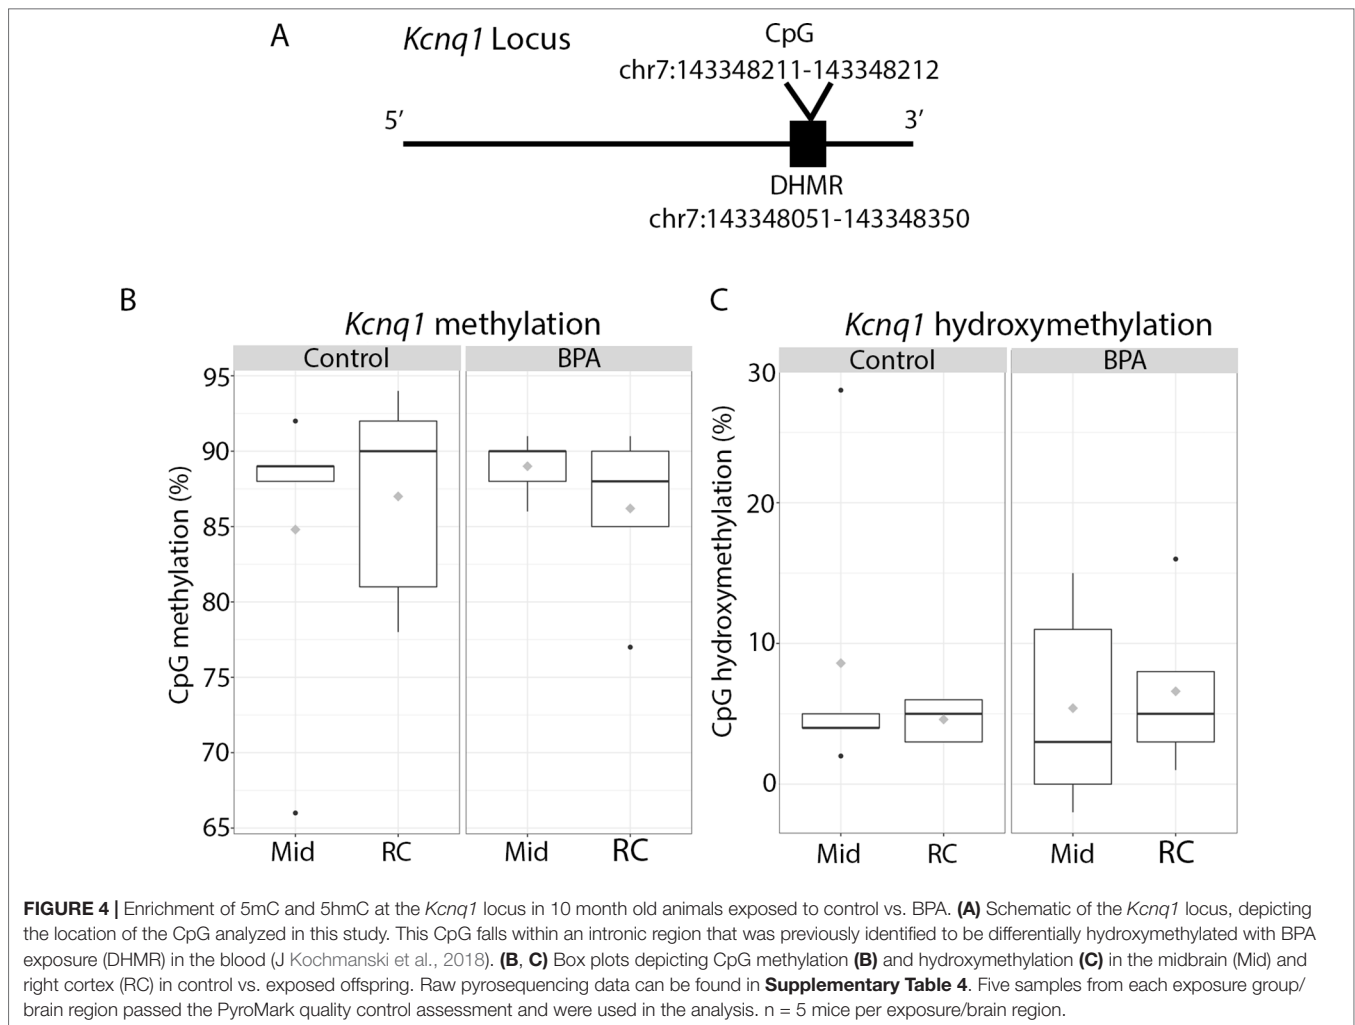 A
Kcnq1 Locus
CpG
chr7:143348211-143348212
5′
3′
DHMR
chr7:143348051-143348350
B
Kcnq1 methylation
Control
BPA
CpG methylation (%)
95
90
85
80
75
70
65
Mid
RC
Mid
RC
C
Kcnq1 hydroxymethylation
Control
BPA
CpG hydroxymethylation (%)
30
20
10
0
Mid
RC
Mid
RC
FIGURE 4 | Enrichment of 5mC and 5hmC at the Kcnq1 locus in 10 month old animals exposed to control vs. BPA. (A) Schematic of the Kcnq1 locus, depicting
the location of the CpG analyzed in this study. This CpG falls within an intronic region that was previously identified to be differentially hydroxymethylated with BPA
exposure (DHMR) in the blood (J Kochmanski et al., 2018). (B, C) Box plots depicting CpG methylation (B) and hydroxymethylation (C) in the midbrain (Mid) and
right cortex (RC) in control vs. exposed offspring. Raw pyrosequencing data can be found in Supplementary Table 4. Five samples from each exposure group/
brain region passed the PyroMark quality control assessment and were used in the analysis. n = 5 mice per exposure/brain region.